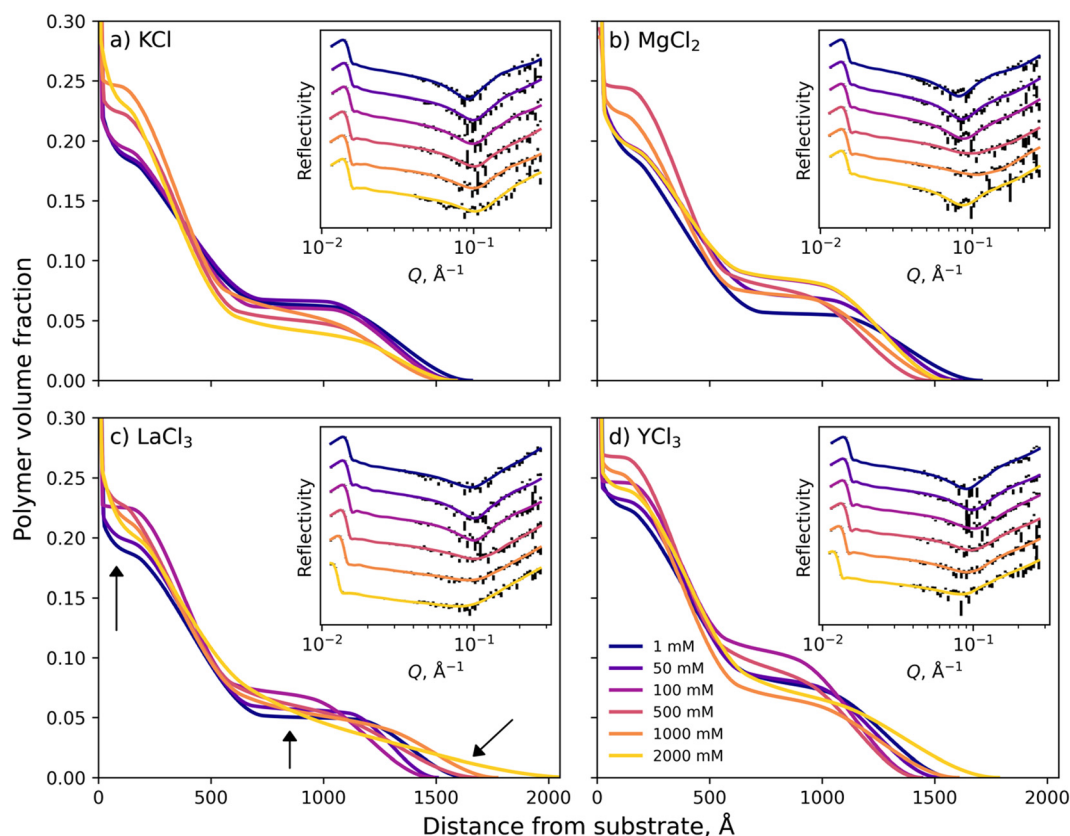 Polymer volume fraction
a) KCl
0.30
0.25
0.20
0.15
0.10
0.05
0.00
Reflectivity
10⁻² 10⁻¹
Q, Å⁻¹
b) MgCl₂
Reflectivity
10⁻² 10⁻¹
Q, Å⁻¹
c) LaCl₃
0.30
0.25
0.20
0.15
0.10
0.05
0.00
Reflectivity
10⁻² 10⁻¹
Q, Å⁻¹
0 500 1000 1500 2000
d) YCl₃
Reflectivity
10⁻² 10⁻¹
Q, Å⁻¹
1 mM
50 mM
100 mM
500 mM
1000 mM
2000 mM
0 500 1000 1500 2000
Distance from substrate, Å